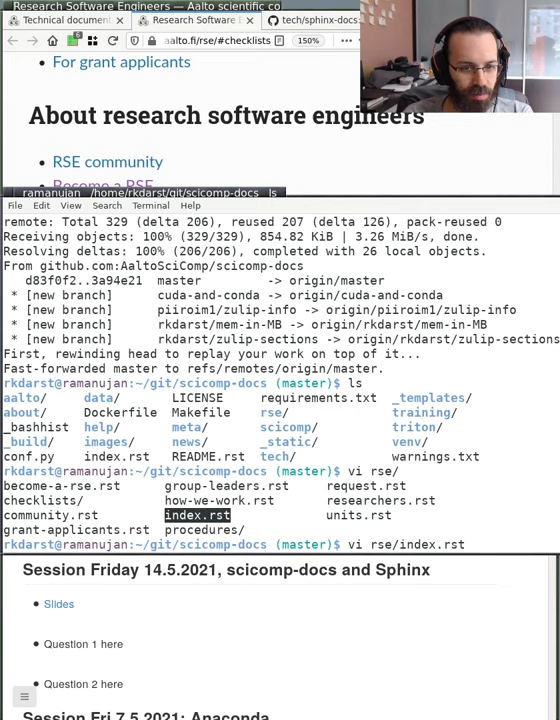 Research Software Engineers — Aalto scientific co
Technical document
Research Software E
tech/sphinx-docs:
6
aalto.fi/rse/#checklists
150%
For grant applicants
About research software engineers
RSE community
Become a RSE
ramanujan /home/rkdarst/git/scicomp-docs ls
File Edit View Search Terminal Help
remote: Total 329 (delta 206), reused 207 (delta 126), pack-reused 0
Receiving objects: 100% (329/329), 854.82 KiB | 3.26 MiB/s, done.
Resolving deltas: 100% (206/206), completed with 26 local objects.
From github.com:AaltoSciComp/scicomp-docs
d83f0f2..3a94e21 master -> origin/master
* [new branch] cuda-and-conda -> origin/cuda-and-conda
* [new branch] piiroim1/zulip-info -> origin/piiroim1/zulip-info
* [new branch] rkdarst/mem-in-MB -> origin/rkdarst/mem-in-MB
* [new branch] rkdarst/zulip-sections -> origin/rkdarst/zulip-sections
First, rewinding head to replay your work on top of it...
Fast-forwarded master to refs/remotes/origin/master.
rkdarst@ramanujan:~/git/scicomp-docs (master)$ ls
aalto/ data/ LICENSE requirements.txt _templates/
about/ Dockerfile Makefile rse/ training/
_bashhist help/ meta/ scicomp/ triton/
_build/ images/ news/ _static/ venv/
conf.py index.rst README.rst tech/ warnings.txt
rkdarst@ramanujan:~/git/scicomp-docs (master)$ vi rse/
become-a-rse.rst group-leaders.rst request.rst
checklists/ how-we-work.rst researchers.rst
community.rst index.rst units.rst
grant-applicants.rst procedures/
rkdarst@ramanujan:~/git/scicomp-docs (master)$ vi rse/index.rst
Session Friday 14.5.2021, scicomp-docs and Sphinx
Slides
Question 1 here
Question 2 here
Session Fri 7.5.2021: Anaconda